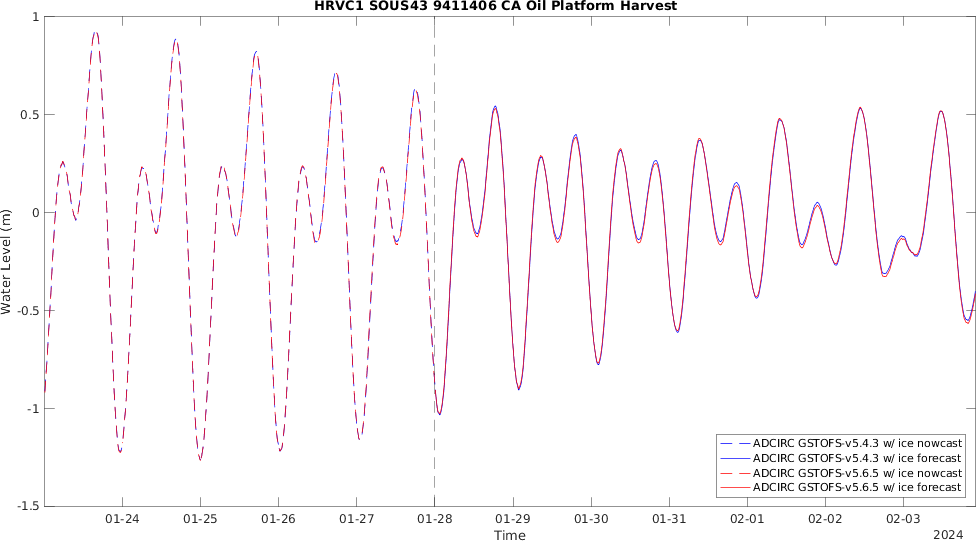 HRVC1 SOUS43 9411406 CA Oil Platform Harvest
1
0.5
0
-0.5
-1
-1.5
Water Level (m)
01-24 01-25 01-26 01-27 01-28 01-29 01-30 01-31 02-01 02-02 02-03
Time
2024
ADCIRC GSTOFS-v5.4.3 w/ ice nowcast
ADCIRC GSTOFS-v5.4.3 w/ ice forecast
ADCIRC GSTOFS-v5.6.5 w/ ice nowcast
ADCIRC GSTOFS-v5.6.5 w/ ice forecast